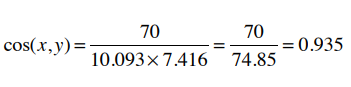 cos(x,y) = 70 / 10.093 × 7.416 = 70 / 74.85 = 0.935